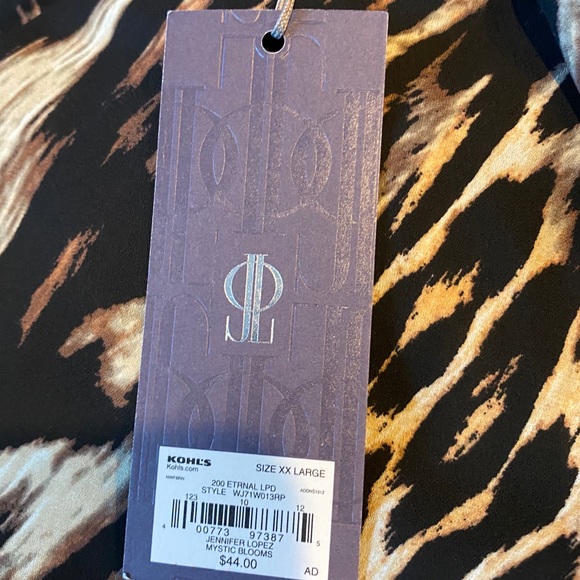 JL
KOHL'S
SIZE XX LARGE
Kohls.com
200 ETRNAL LPD
STYLE WJ71W013RP
123 10 12
4 00773 97387 5
JENNIFER LOPEZ
MYSTIC BLOOMS
$44.00
AD